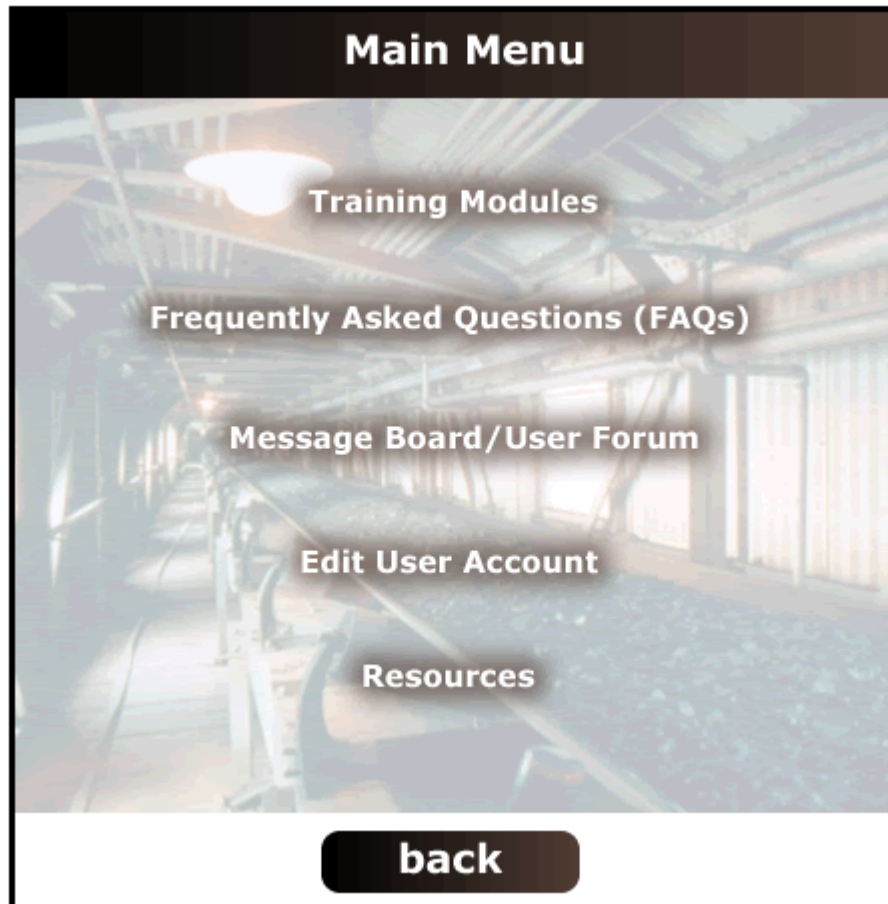 Main Menu
Training Modules
Frequently Asked Questions (FAQs)
Message Board/User Forum
Edit User Account
Resources
back